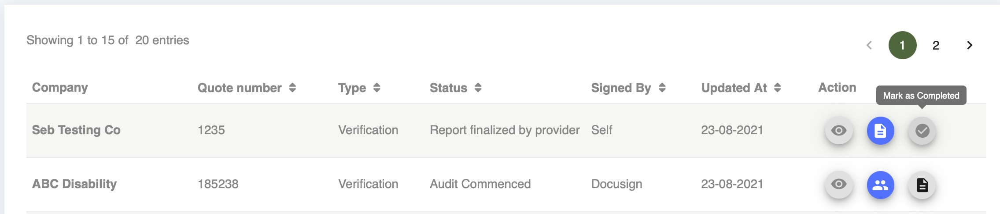 Showing 1 to 15 of 20 entries
1 2
Company Quote number Type Status Signed By Updated At Action
Mark as Completed
Seb Testing Co 1235 Verification Report finalized by provider Self 23-08-2021
ABC Disability 185238 Verification Audit Commenced Docusign 23-08-2021